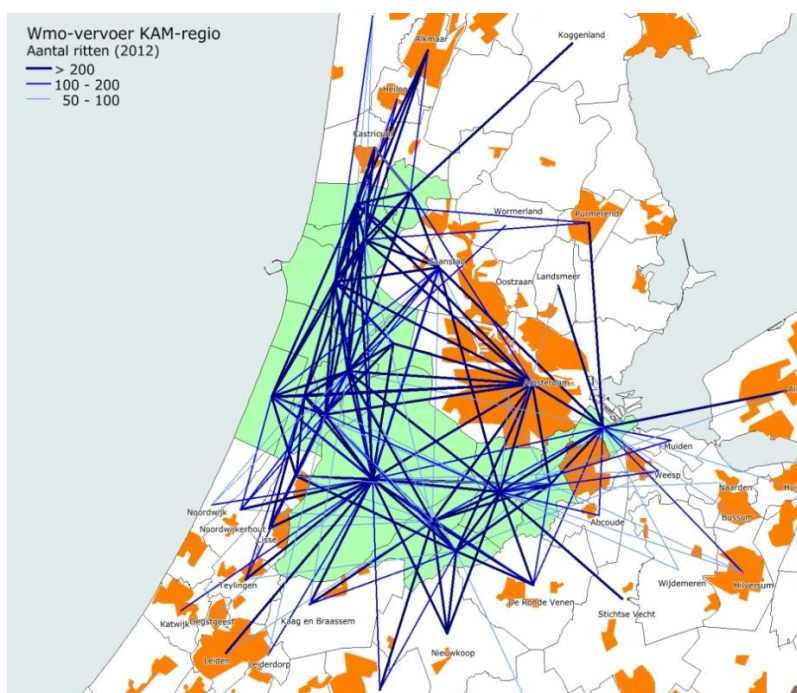 Wmo-vervoer KAM-regio
Aantal ritten (2012)
> 200
100 - 200
50 - 100
Alkmaar
Koggenland
Heiloo
Castricum
Wormerland
Purmerend
Zaanstad
Oostzaan
Landsmeer
Amsterdam
Al
Muiden
Weesp
Naarden
Hui
Bussum
Abcoude
Noordwijk
Noordwijkerhout
Lisse
Teylingen
Wijdemeren
Hilversum
De Ronde Venen
Stichtse Vecht
Katwijk
Oegstgeest
Kaag en Braassem
Nieuwkoop
Leiden
Leiderdorp